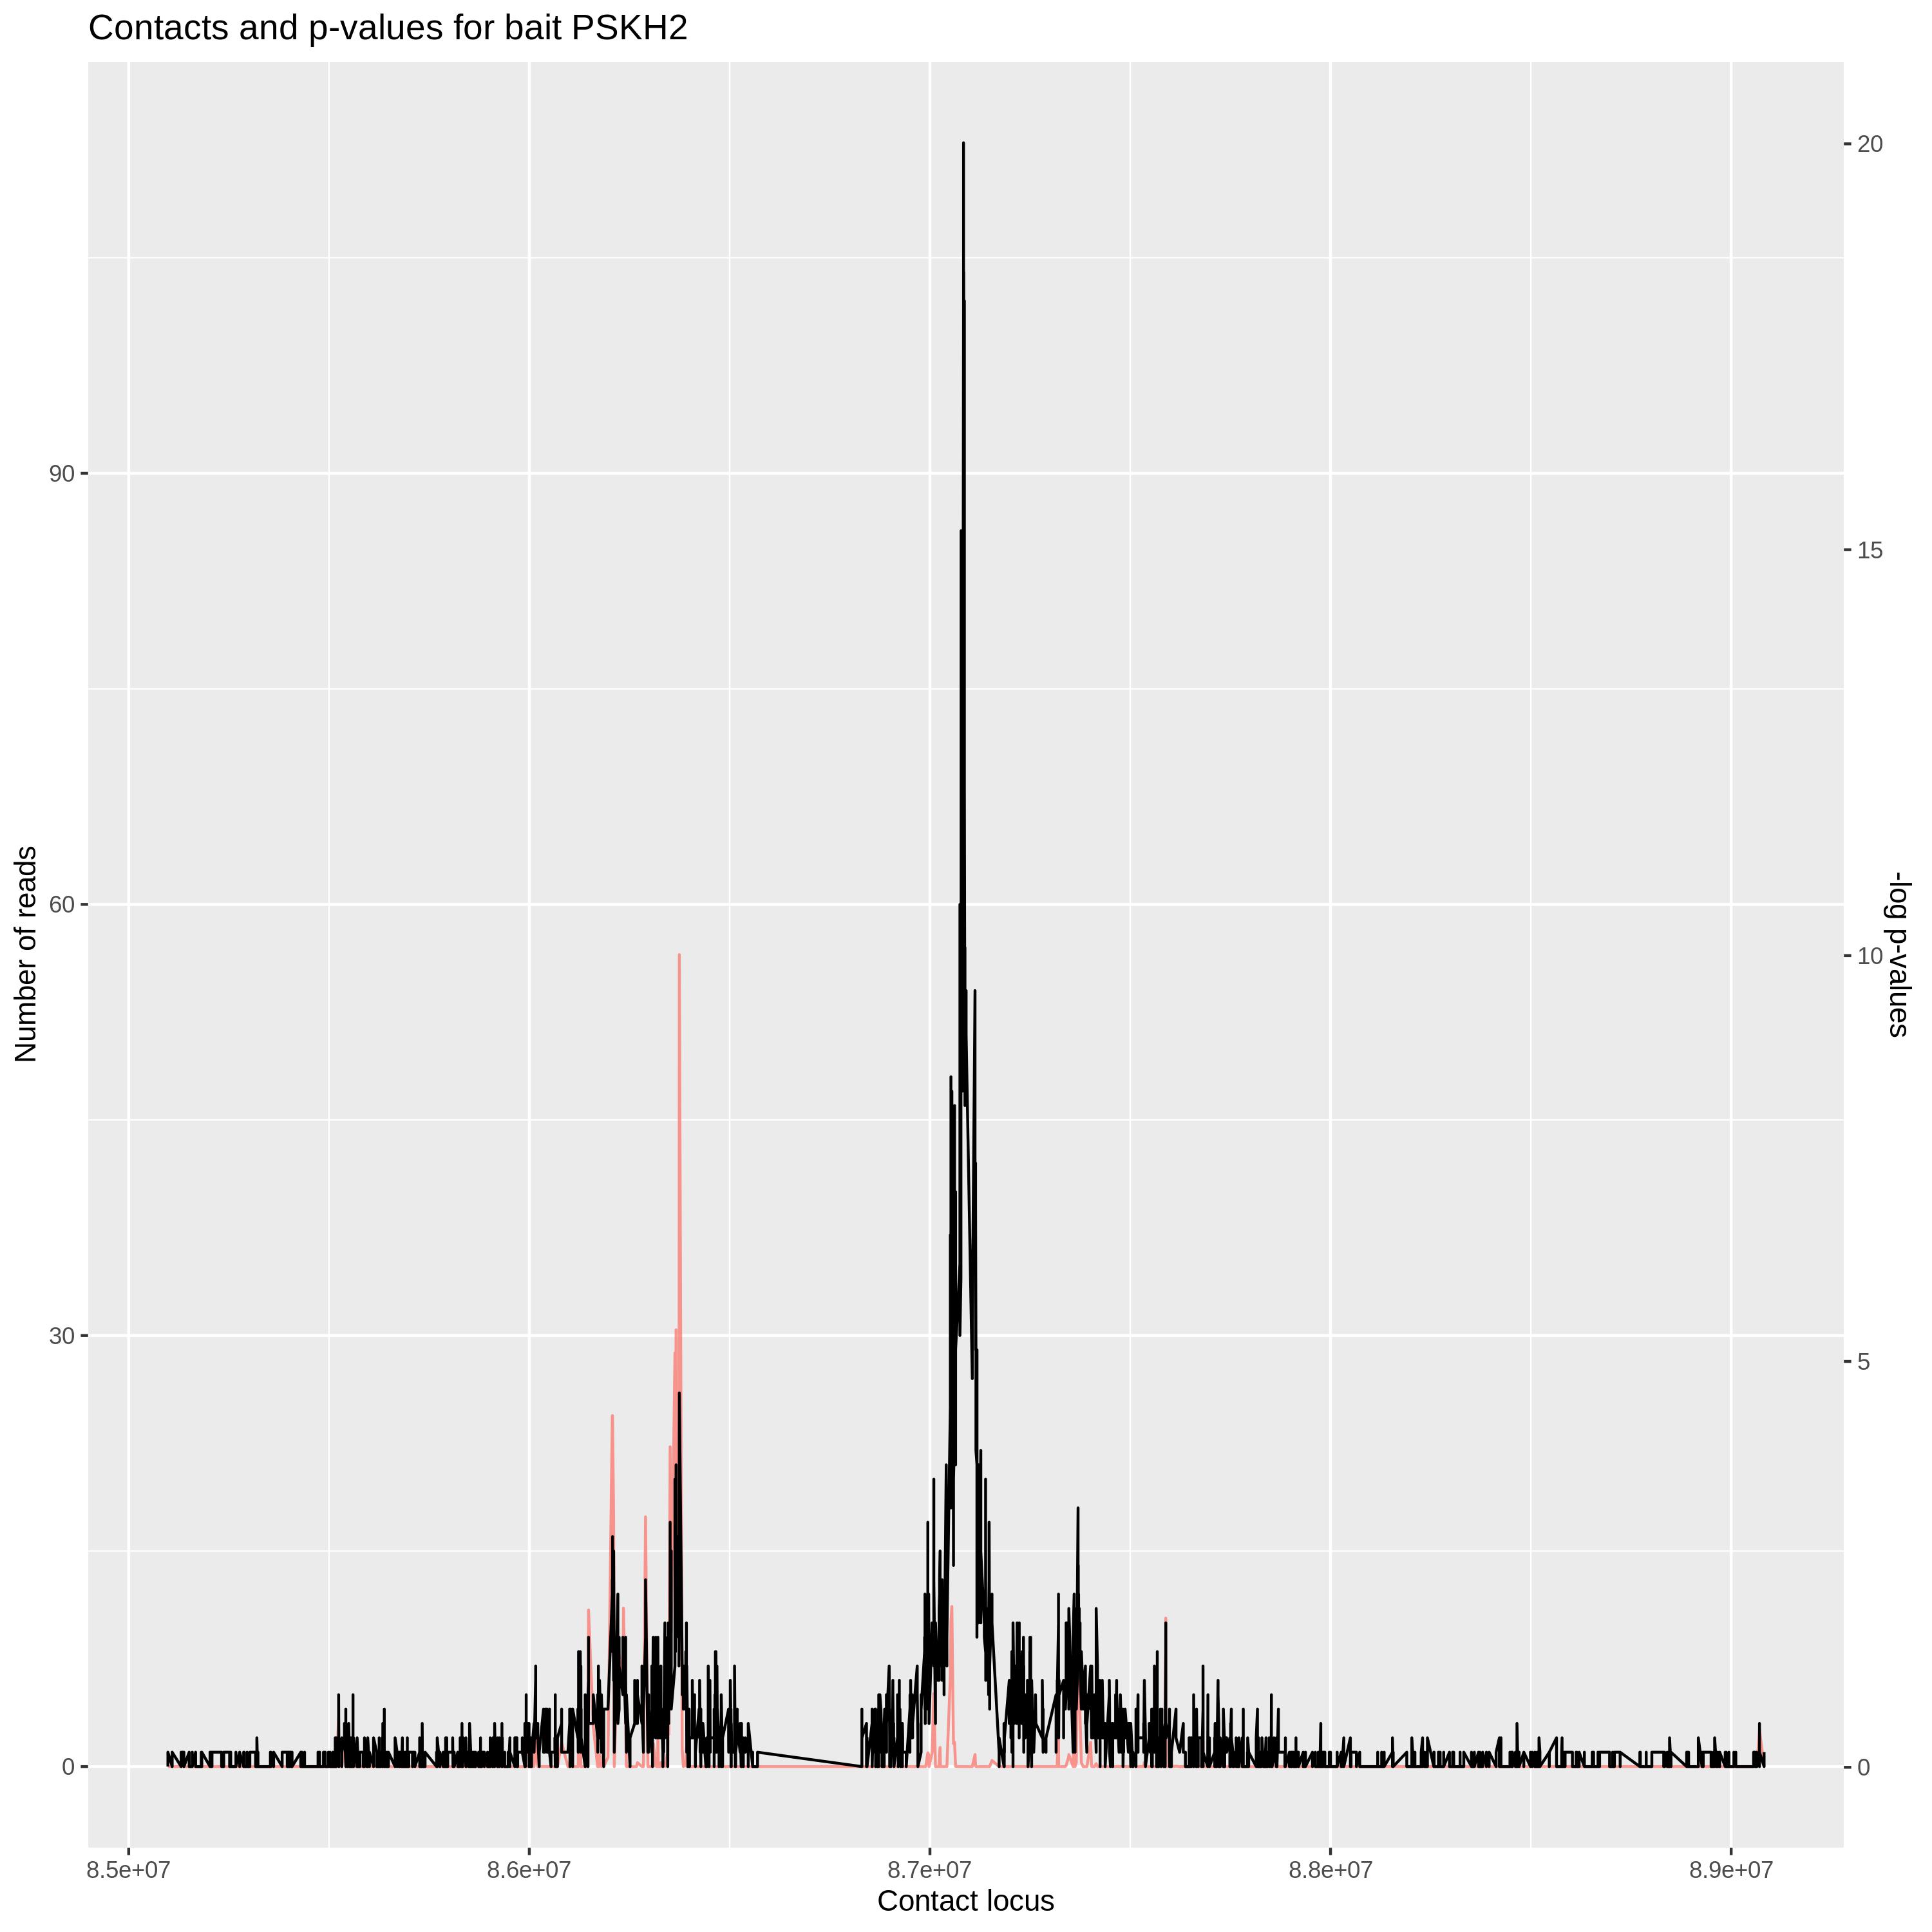 Contacts and p-values for bait PSKH2
Number of reads
90
60
30
0
20
15
10
5
0
-log p-values
8.5e+07 8.6e+07 8.7e+07 8.8e+07 8.9e+07
Contact locus